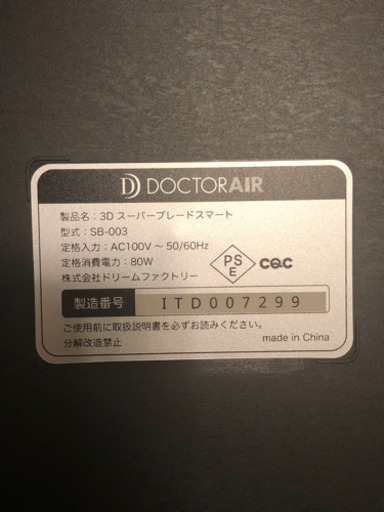 DOCTORAIR
製品名：3Dスーパーブレードスマート
型式：SB-003
定格入力：AC100V～50/60Hz
定格消費電力：80W
株式会社ドリームファクトリー
PS
E
CQC
製造番号 ITD007299
ご使用前に取扱説明書を必ずお読みください。
分解改造禁止
made in China